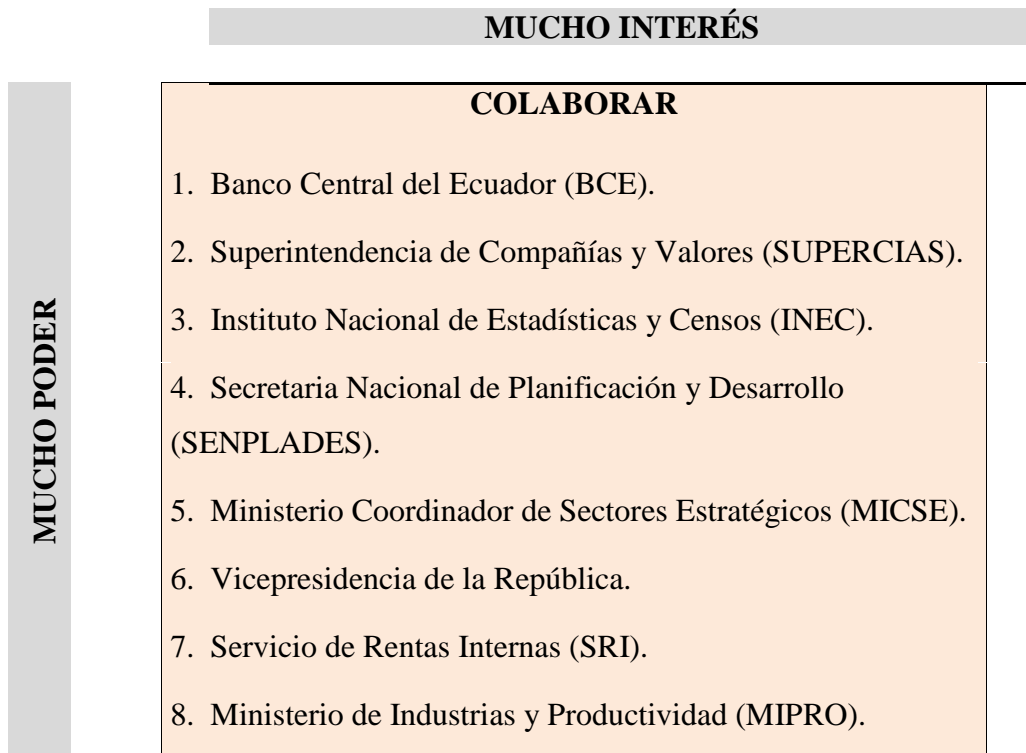 MUCHO INTERÉS
MUCHO PODER
COLABORAR
1. Banco Central del Ecuador (BCE).
2. Superintendencia de Compañías y Valores (SUPERCIAS).
3. Instituto Nacional de Estadísticas y Censos (INEC).
4. Secretaria Nacional de Planificación y Desarrollo
(SENPLADES).
5. Ministerio Coordinador de Sectores Estratégicos (MICSE).
6. Vicepresidencia de la República.
7. Servicio de Rentas Internas (SRI).
8. Ministerio de Industrias y Productividad (MIPRO).